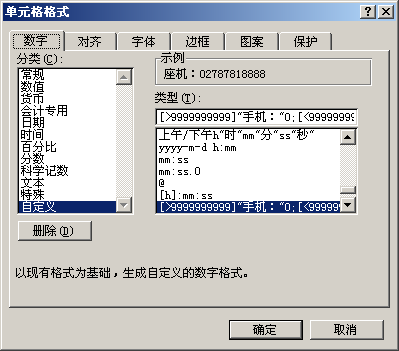 单元格格式
数字 对齐 字体 边框 图案 保护
分类(C):
常规
数值
货币
会计专用
日期
时间
百分比
分数
科学记数
文本
特殊
自定义
示例
座机：02787818888
类型(T):
[>9999999999]"手机："0;[<99999999
上午/下午h"时"mm"分"ss"秒"
yyyy-m-d h:mm
mm:ss
mm:ss.0
@
[h]:mm:ss
[>9999999999]"手机："0;[<999999
删除(D)
以现有格式为基础，生成自定义的数字格式。
确定 取消